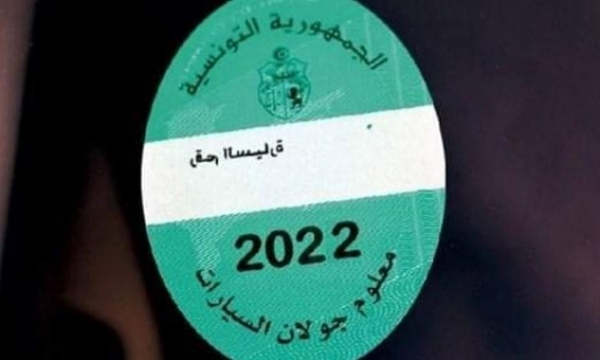 الجمهورية التونسية
2022
معلوم جولان السيارات